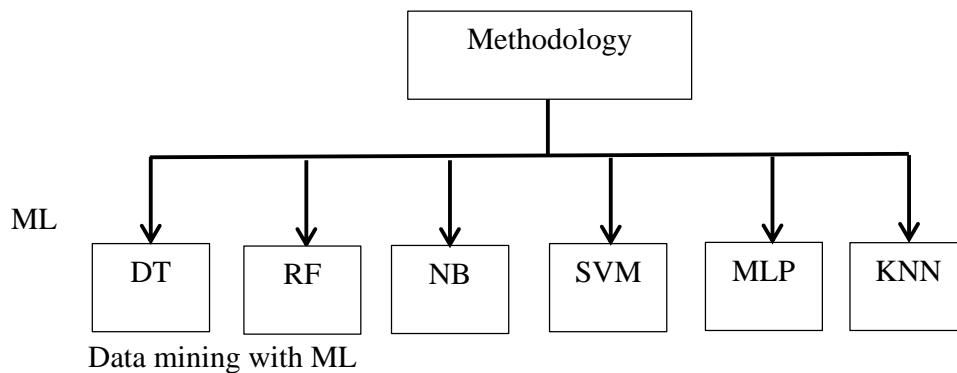 Methodology
ML
DT RF NB SVM MLP KNN
Data mining with ML